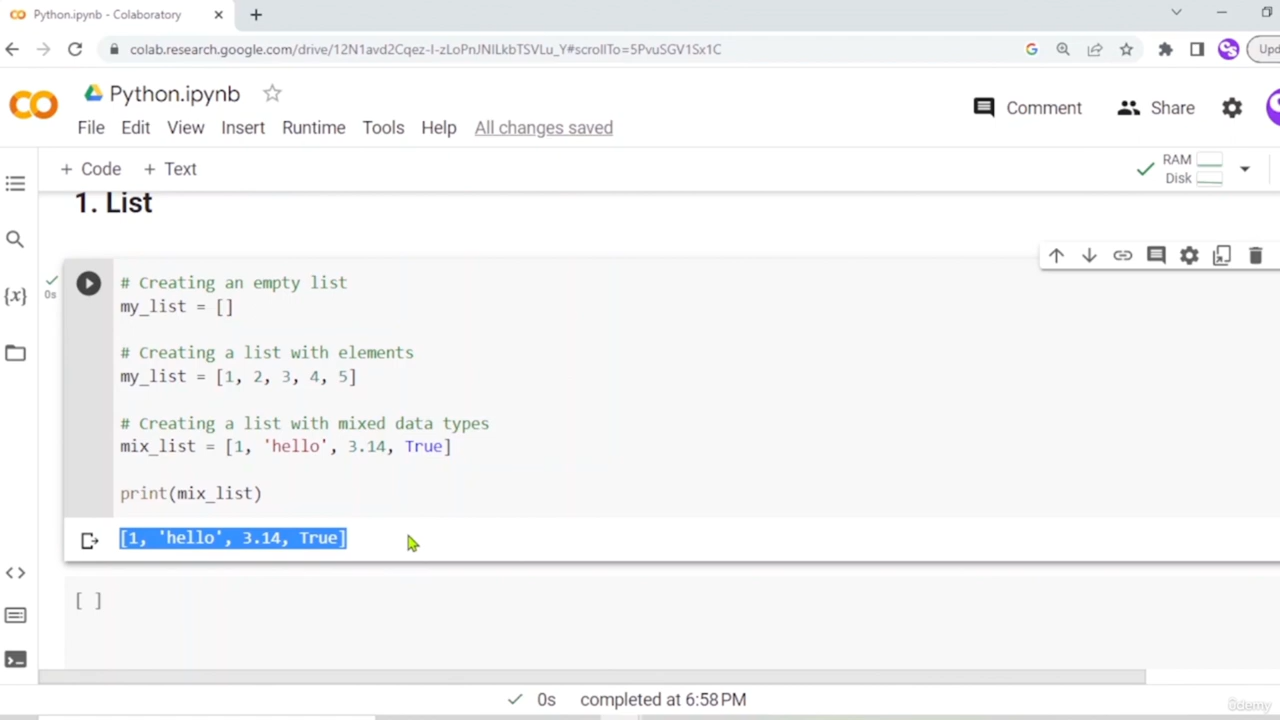 Python.ipynb - Colaboratory
colab.research.google.com/drive/12N1avd2Cqez-I-zLoPnJNILkbTSVLu_Y#scrollTo=5PvuSGV1Sx1C
Upd
Python.ipynb
Comment
Share
File Edit View Insert Runtime Tools Help All changes saved
+ Code + Text
RAM
Disk
1. List
0s
{x}
# Creating an empty list
my_list = []
# Creating a list with elements
my_list = [1, 2, 3, 4, 5]
# Creating a list with mixed data types
mix_list = [1, 'hello', 3.14, True]
print(mix_list)
[1, 'hello', 3.14, True]
[ ]
0s completed at 6:58 PM
ûdemy